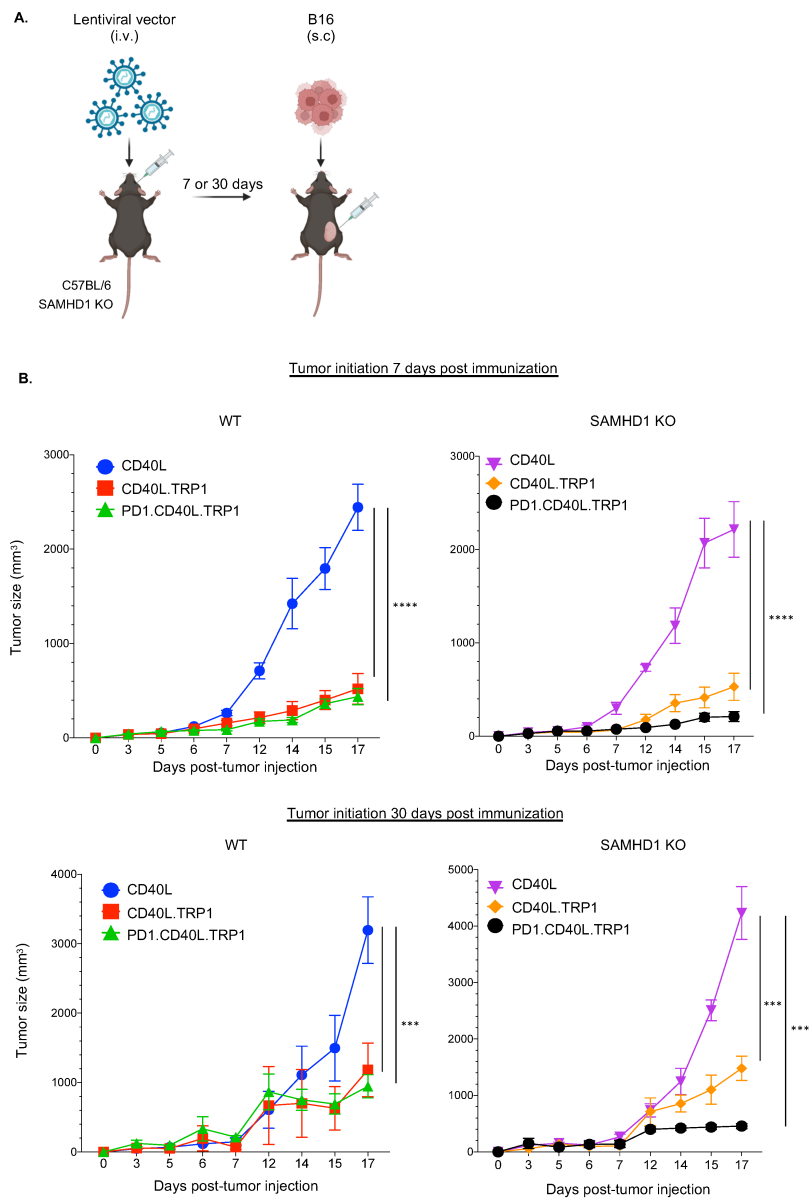 A.
Lentiviral vector
(i.v.)
B16
(s.c)
7 or 30 days
C57BL/6
SAMHD1 KO
B.
Tumor initiation 7 days post immunization
WT
SAMHD1 KO
3000
2000
1000
0
Tumor size (mm³)
CD40L
CD40L.TRP1
PD1.CD40L.TRP1
****
0 3 5 6 7 12 14 15 17
Days post-tumor injection
3000
2000
1000
0
CD40L
CD40L.TRP1
PD1.CD40L.TRP1
****
0 3 5 6 7 12 14 15 17
Days post-tumor injection
Tumor initiation 30 days post immunization
WT
SAMHD1 KO
4000
3000
2000
1000
0
Tumor size (mm³)
CD40L
CD40L.TRP1
PD1.CD40L.TRP1
***
0 3 5 6 7 12 14 15 17
Days post-tumor injection
5000
4000
3000
2000
1000
0
CD40L
CD40L.TRP1
PD1.CD40L.TRP1
***
***
0 3 5 6 7 12 14 15 17
Days post-tumor injection